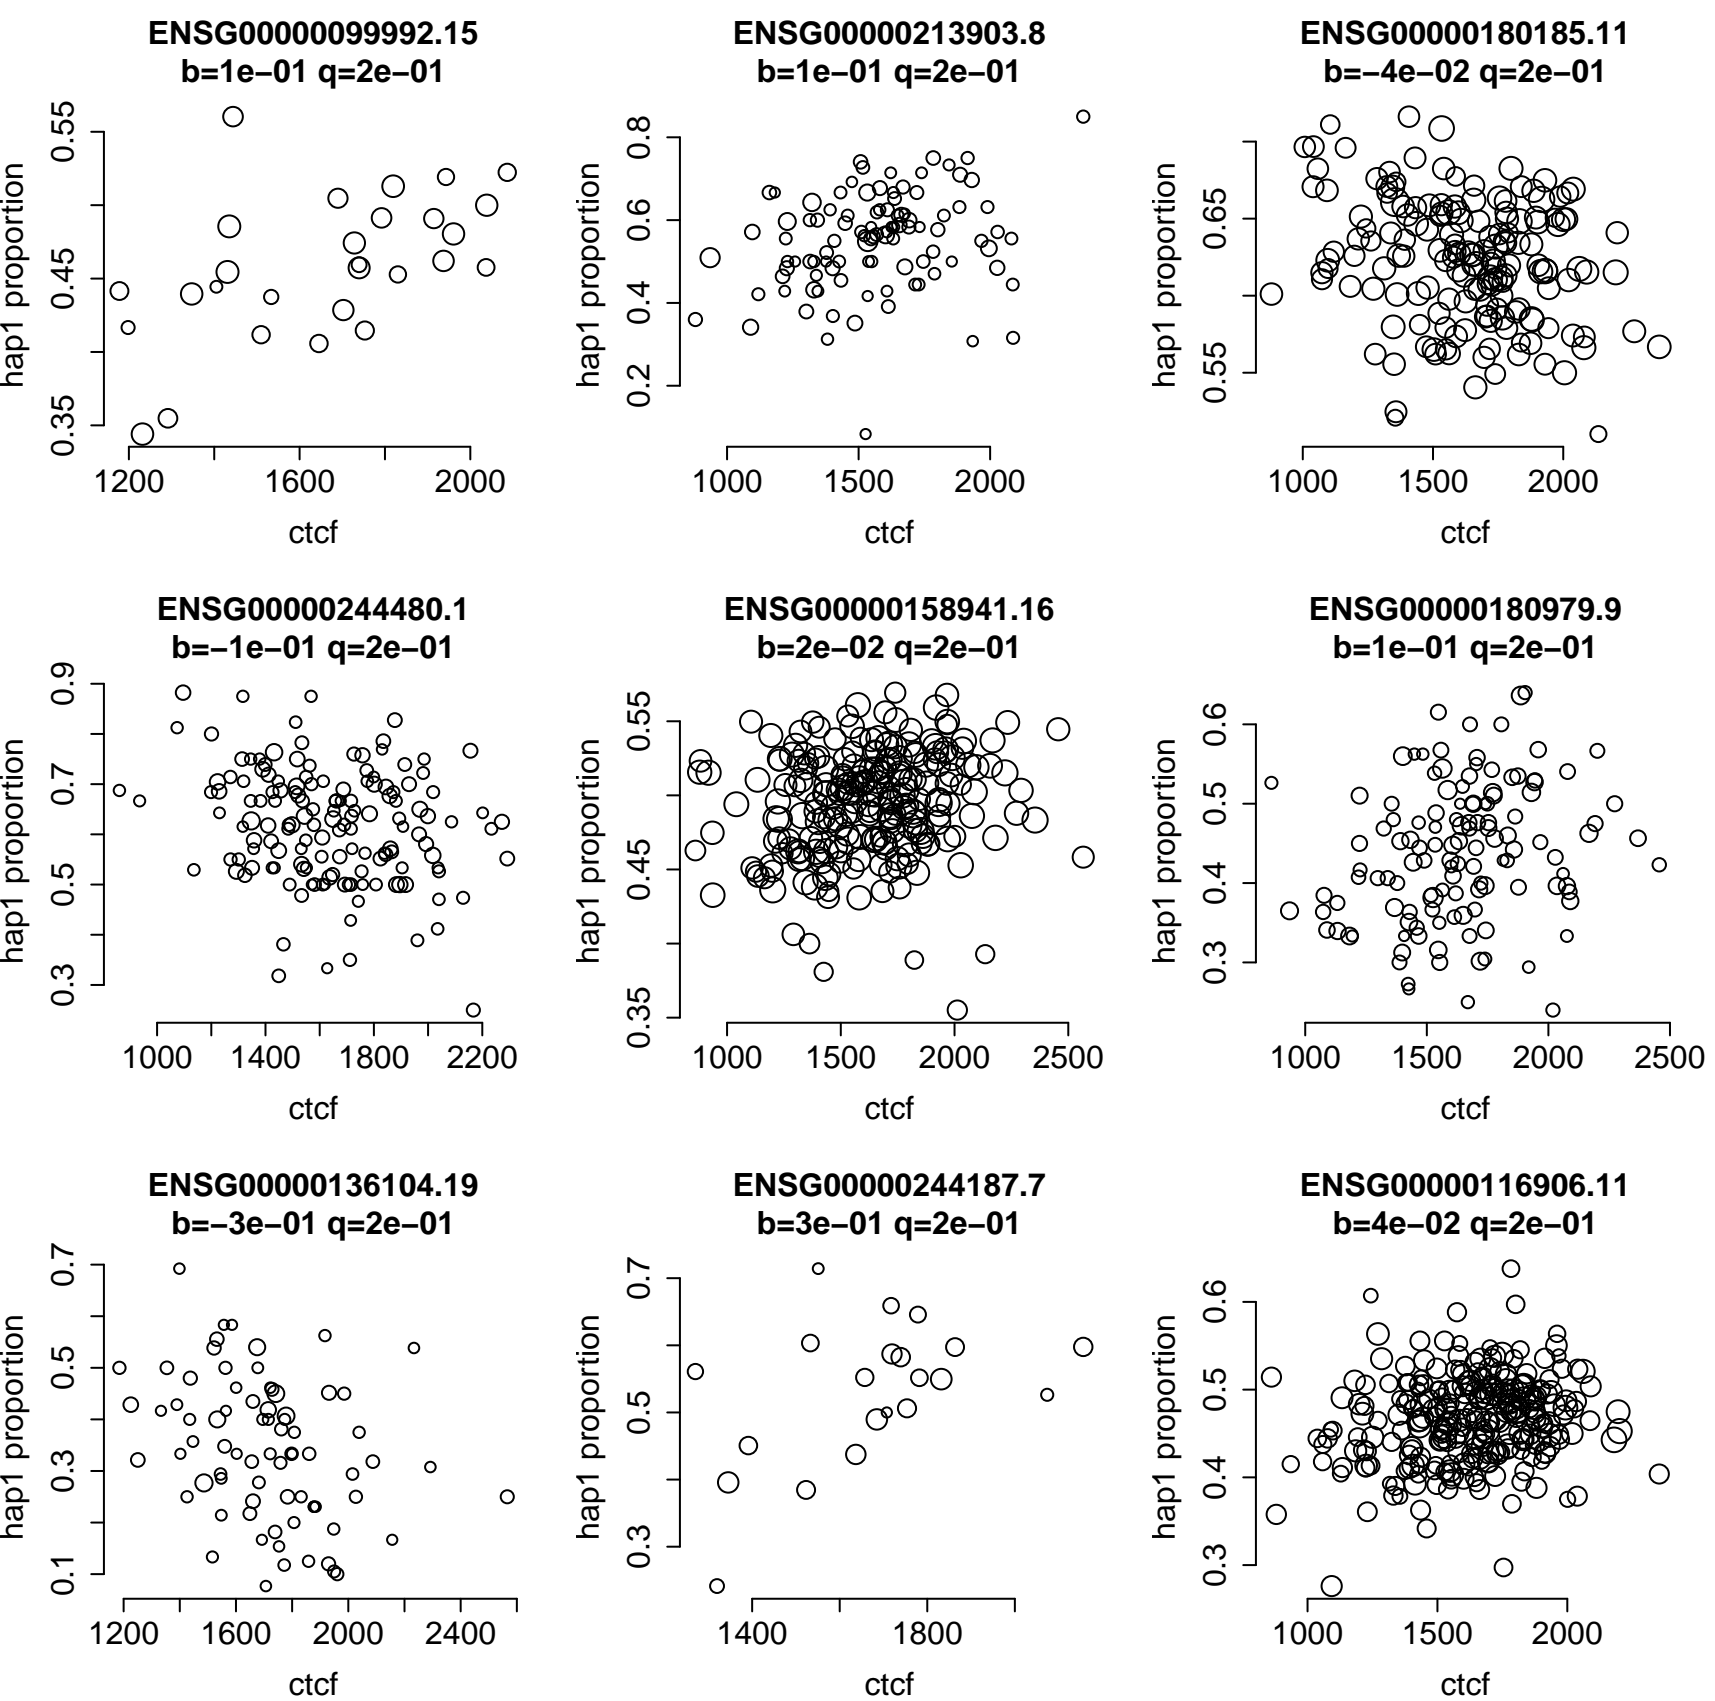 ENSG00000099992.15
b=1e−01 q=2e−01
hap1 proportion
0.35 0.45 0.55
1200 1600 2000
ctcf
ENSG00000213903.8
b=1e−01 q=2e−01
hap1 proportion
0.2 0.4 0.6 0.8
1000 1500 2000
ctcf
ENSG00000180185.11
b=−4e−02 q=2e−01
hap1 proportion
0.55 0.65
1000 1500 2000
ctcf
ENSG00000244480.1
b=−1e−01 q=2e−01
hap1 proportion
0.3 0.5 0.7 0.9
1000 1400 1800 2200
ctcf
ENSG00000158941.16
b=2e−02 q=2e−01
hap1 proportion
0.35 0.45 0.55
1000 1500 2000 2500
ctcf
ENSG00000180979.9
b=1e−01 q=2e−01
hap1 proportion
0.3 0.4 0.5 0.6
1000 1500 2000 2500
ctcf
ENSG00000136104.19
b=−3e−01 q=2e−01
hap1 proportion
0.1 0.3 0.5 0.7
1200 1600 2000 2400
ctcf
ENSG00000244187.7
b=3e−01 q=2e−01
hap1 proportion
0.3 0.5 0.7
1400 1800
ctcf
ENSG00000116906.11
b=4e−02 q=2e−01
hap1 proportion
0.3 0.4 0.5 0.6
1000 1500 2000
ctcf